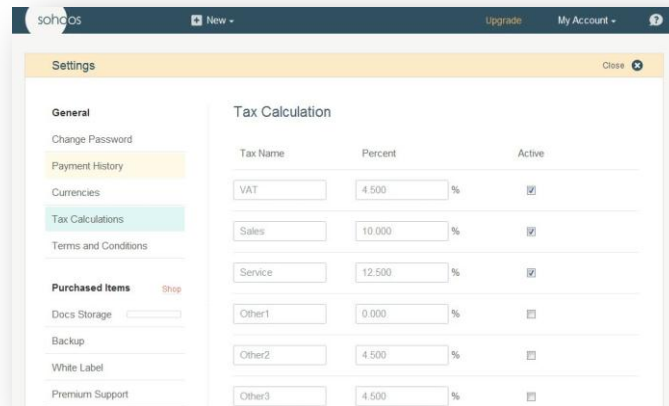 sohoos
New
Upgrade
My Account
?
Settings
Close
General
Change Password
Payment History
Currencies
Tax Calculations
Terms and Conditions
Purchased Items Shop
Docs Storage
Backup
White Label
Premium Support
Tax Calculation
Tax Name Percent Active
VAT 4.500 %
Sales 10.000 %
Service 12.500 %
Other1 0.000 %
Other2 4.500 %
Other3 4.500 %